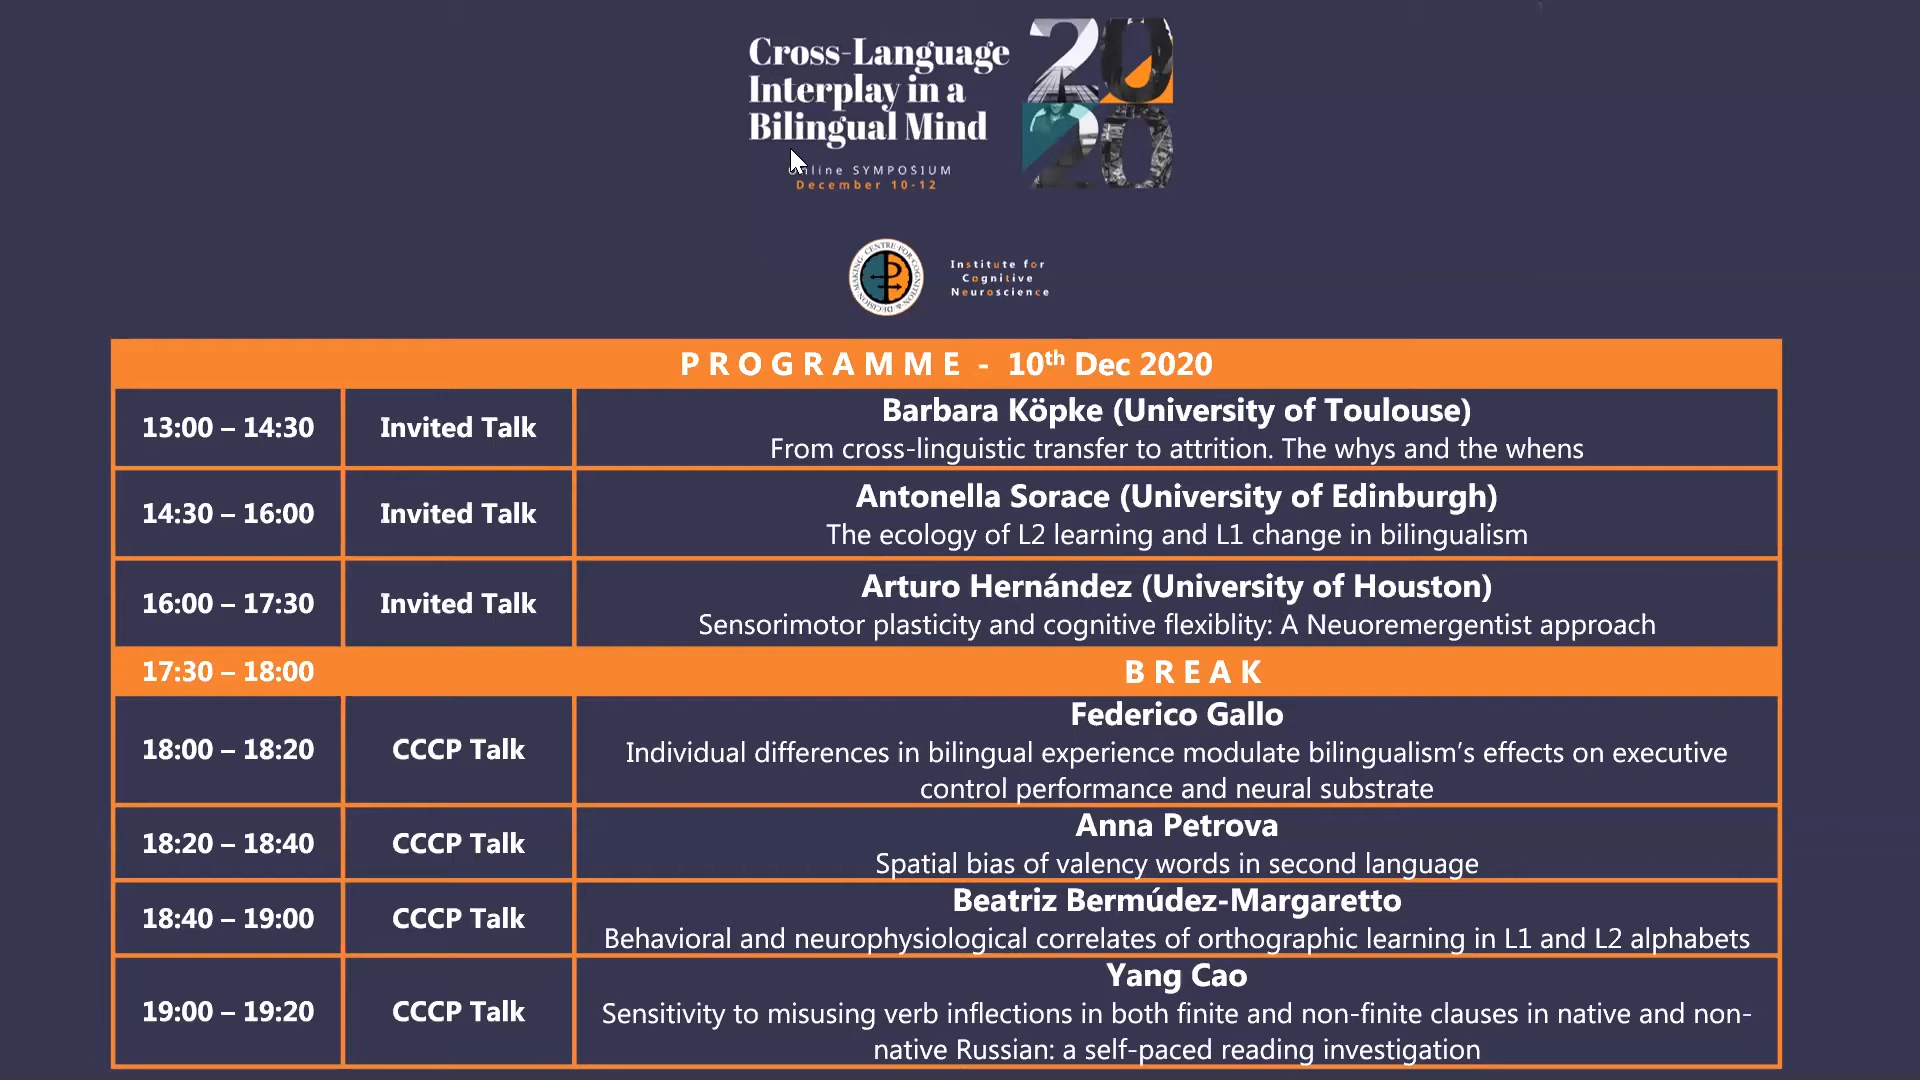 Cross-Language
Interplay in a
Bilingual Mind
2020
Online SYMPOSIUM
December 10-12
CENTRE FOR COGNITION & DECISION MAKING
Institute for
Cognitive
Neuroscience
PROGRAMME - 10th Dec 2020
13:00 – 14:30 Invited Talk Barbara Köpke (University of Toulouse)
From cross-linguistic transfer to attrition. The whys and the whens
14:30 – 16:00 Invited Talk Antonella Sorace (University of Edinburgh)
The ecology of L2 learning and L1 change in bilingualism
16:00 – 17:30 Invited Talk Arturo Hernández (University of Houston)
Sensorimotor plasticity and cognitive flexiblity: A Neuoremergentist approach
17:30 – 18:00 BREAK
18:00 – 18:20 CCCP Talk Federico Gallo
Individual differences in bilingual experience modulate bilingualism's effects on executive
control performance and neural substrate
18:20 – 18:40 CCCP Talk Anna Petrova
Spatial bias of valency words in second language
18:40 – 19:00 CCCP Talk Beatriz Bermúdez-Margaretto
Behavioral and neurophysiological correlates of orthographic learning in L1 and L2 alphabets
19:00 – 19:20 CCCP Talk Yang Cao
Sensitivity to misusing verb inflections in both finite and non-finite clauses in native and non-
native Russian: a self-paced reading investigation